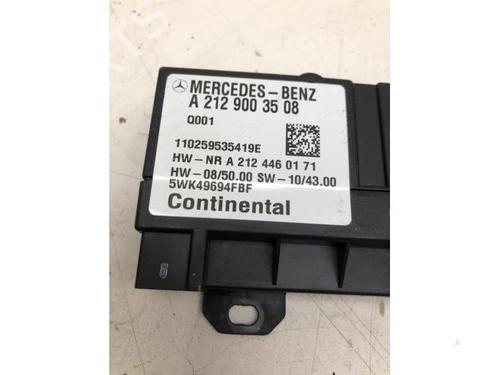 MERCEDES-BENZ
A 212 900 35 08
Q001
110259535419E
HW-NR A 212 446 01 71
HW-08/50.00 SW-10/43.00
5WK49694FBF
Continental